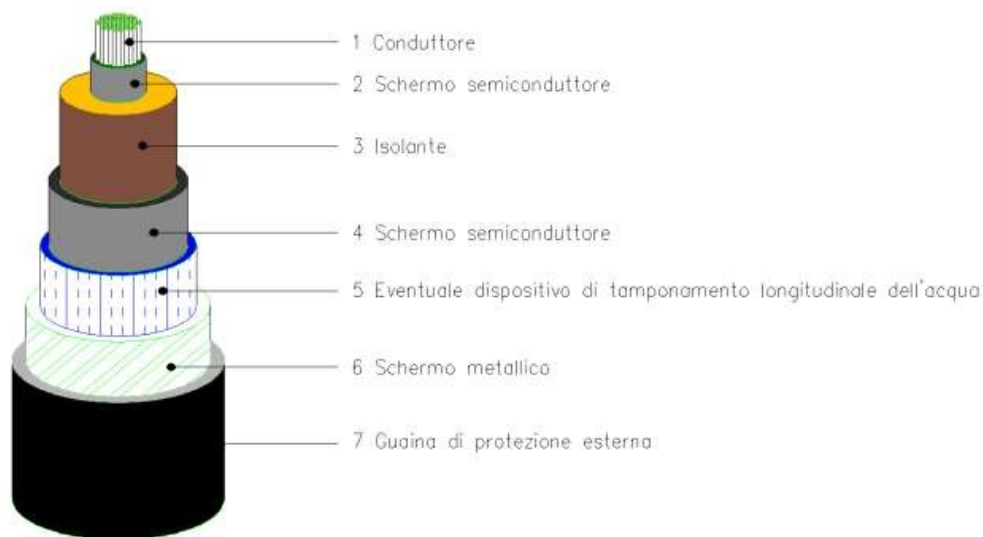 1 Conduttore
2 Schermo semiconduttore
3 Isolante
4 Schermo semiconduttore
5 Eventuale dispositivo di tamponamento longitudinale dell'acqua
6 Schermo metallico
7 Guaina di protezione esterna